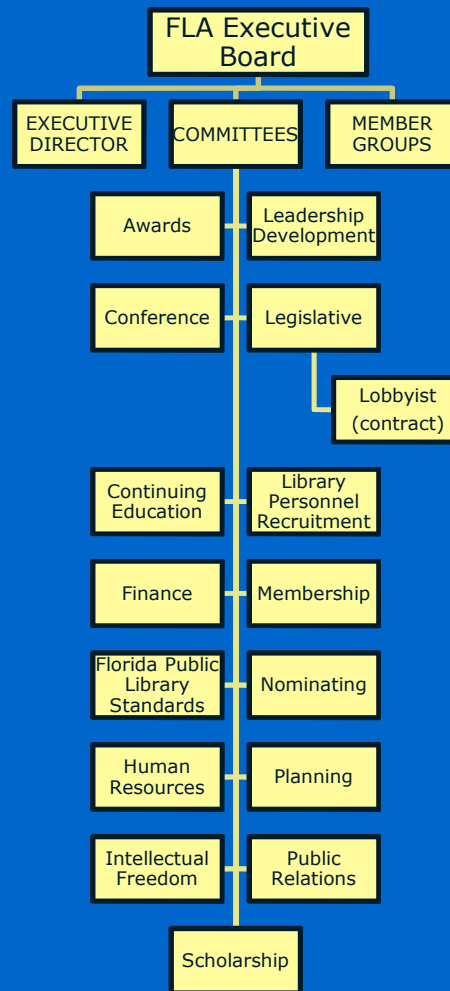 FLA Executive
Board
EXECUTIVE
DIRECTOR
COMMITTEES
MEMBER
GROUPS
Awards
Leadership
Development
Conference
Legislative
Lobbyist
(contract)
Continuing
Education
Library
Personnel
Recruitment
Finance
Membership
Florida Public
Library
Standards
Nominating
Human
Resources
Planning
Intellectual
Freedom
Public
Relations
Scholarship